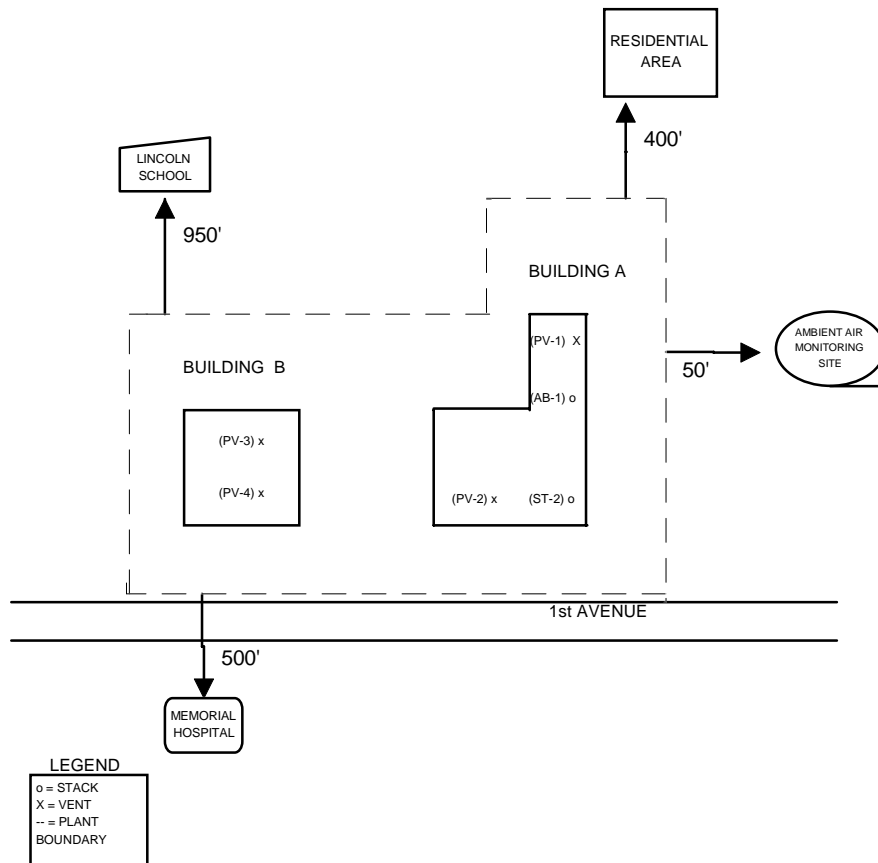 RESIDENTIAL
AREA
400'
LINCOLN
SCHOOL
950'
BUILDING A
(PV-1) X
AMBIENT AIR
MONITORING
SITE
50'
BUILDING B
(AB-1) o
(PV-3) x
(PV-4) x
(PV-2) x
(ST-2) o
1st AVENUE
500'
MEMORIAL
HOSPITAL
LEGEND
o = STACK
X = VENT
-- = PLANT
BOUNDARY